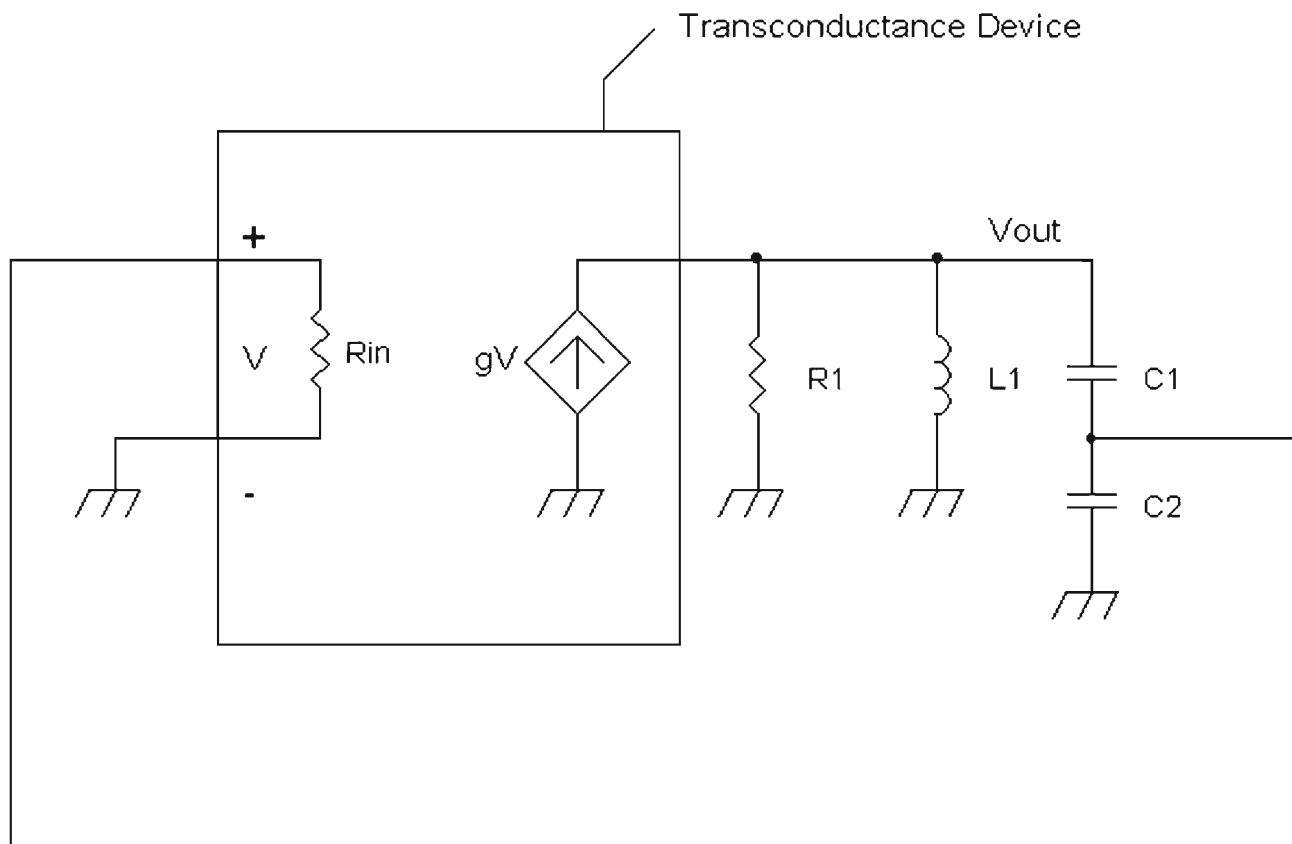 Transconductance Device
Vout
+
V
Rin
gV
R1
L1
C1
-
C2